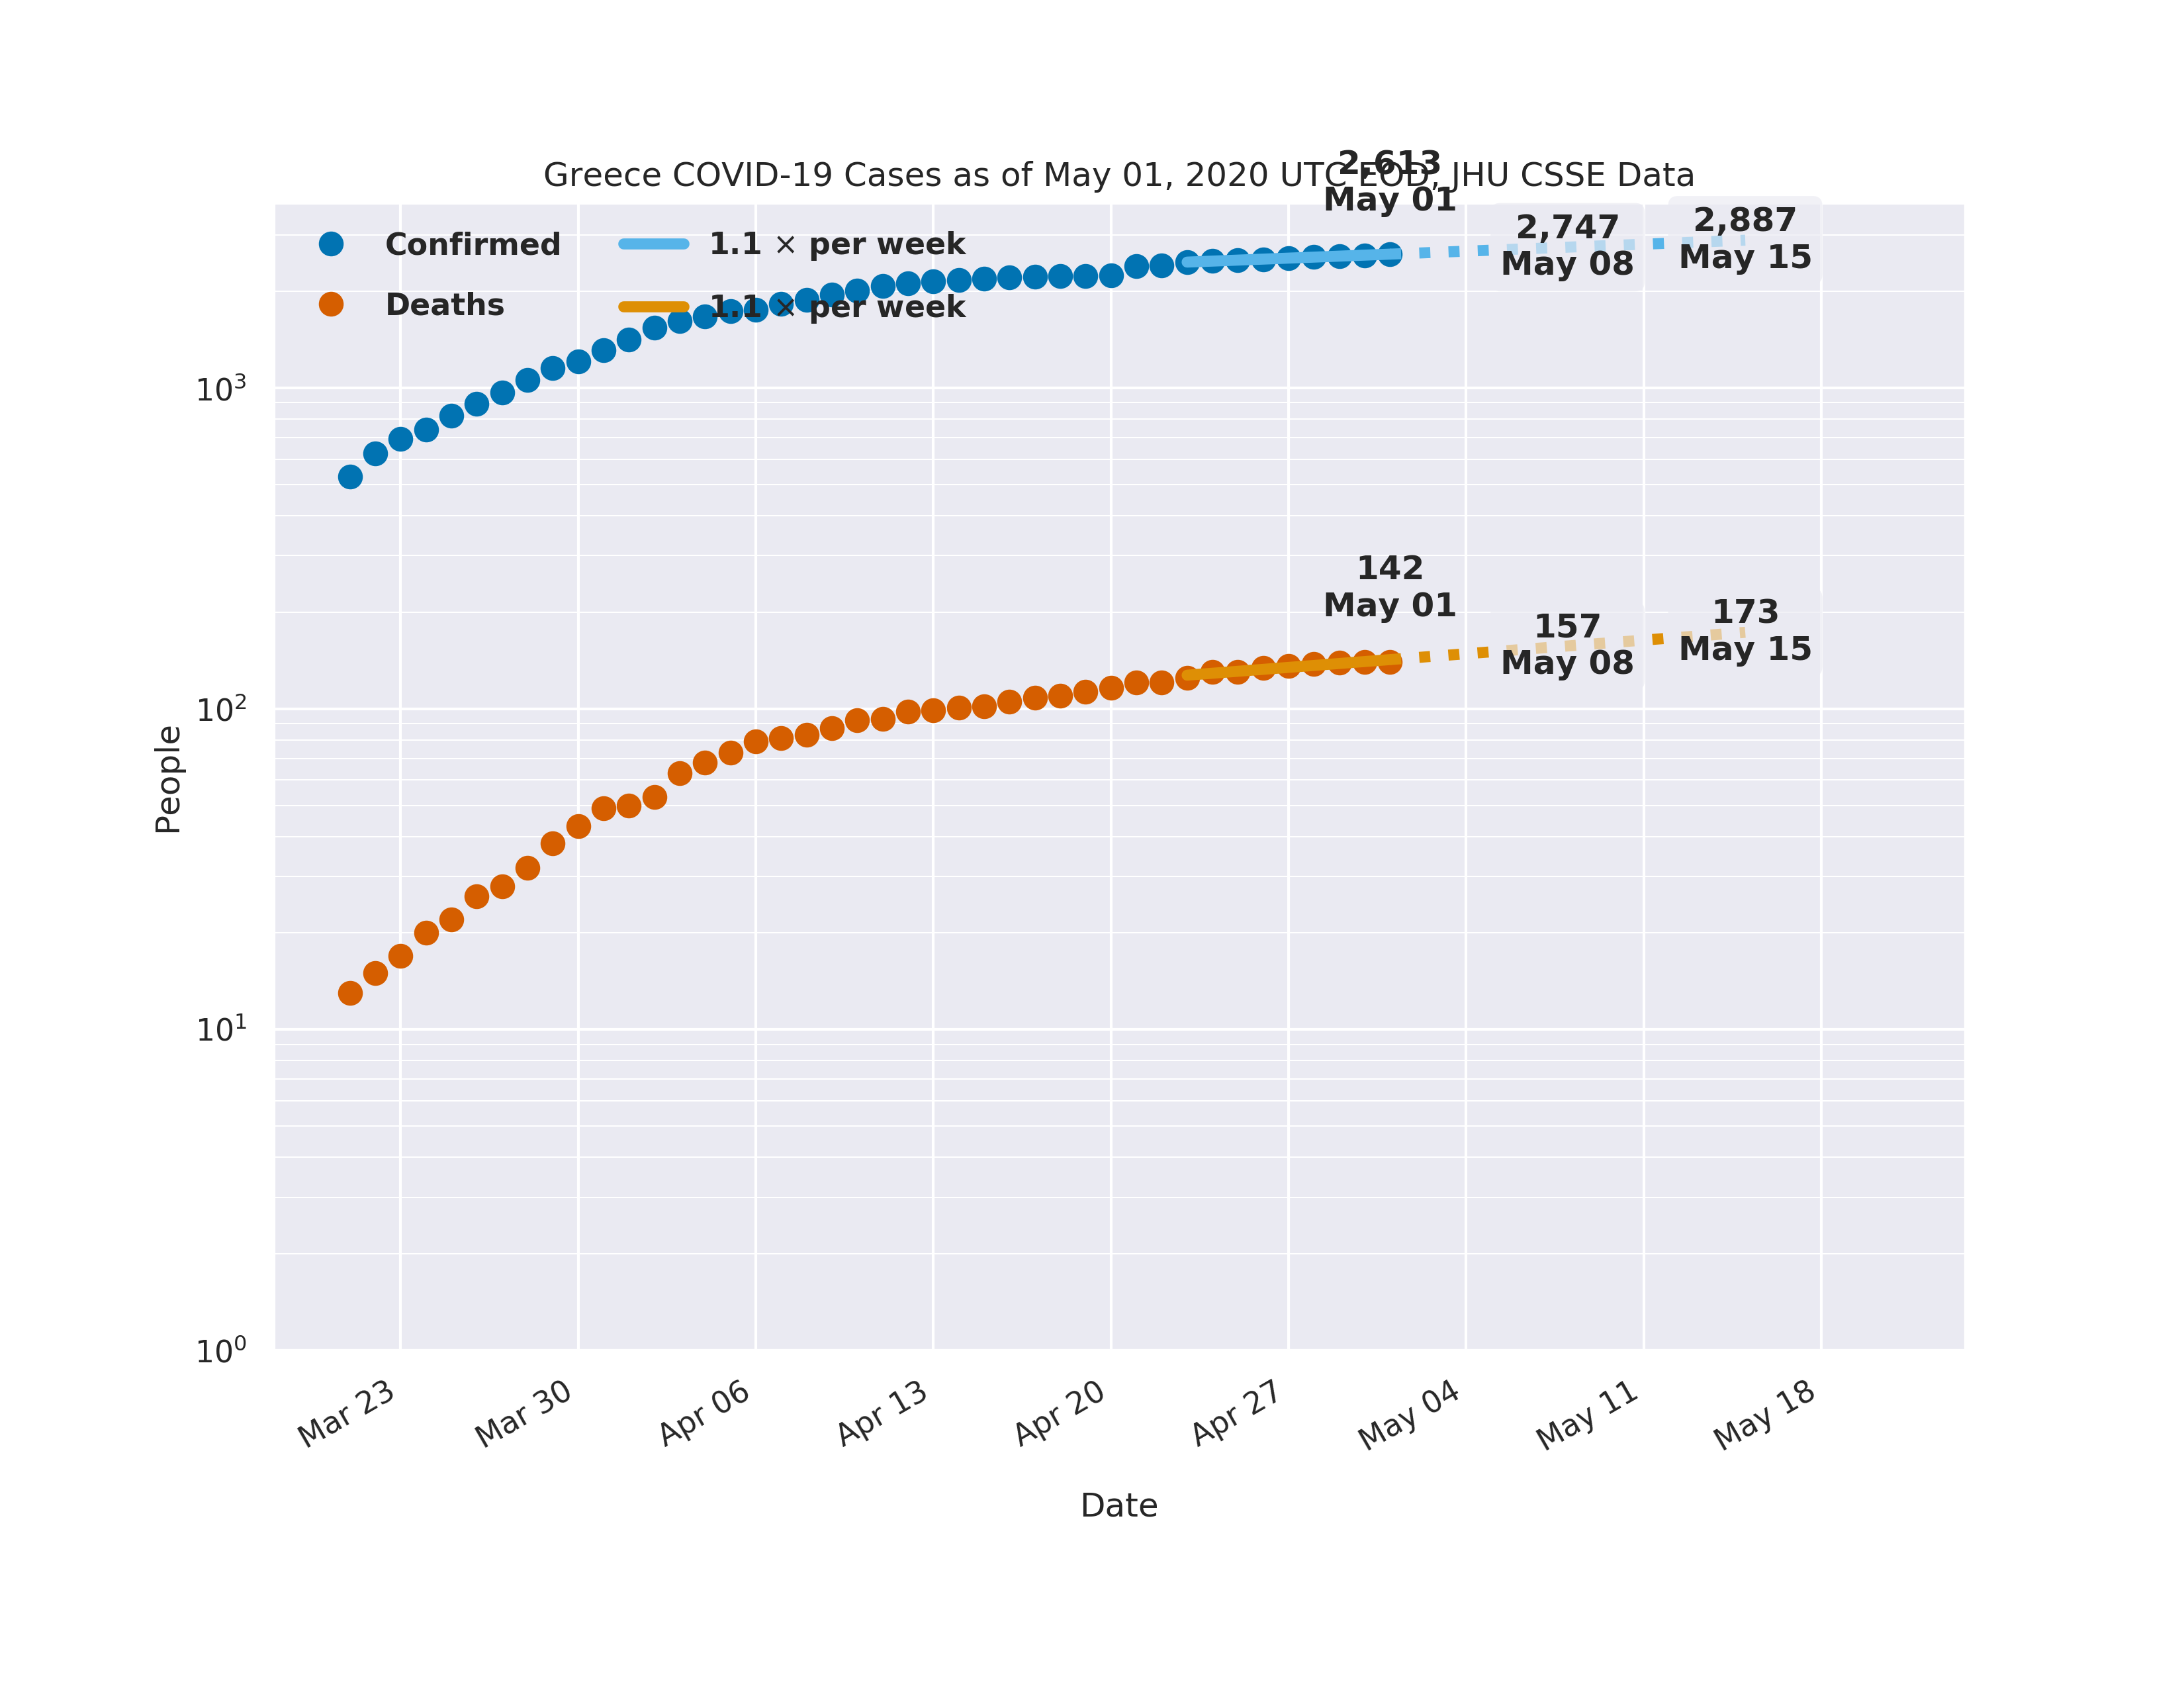 Greece COVID-19 Cases as of May 01, 2020 UTC EOD, JHU CSSE Data
2,613
May 01
2,747
May 08
2,887
May 15
Confirmed
Deaths
1.1 × per week
1.1 × per week
142
May 01
157
May 08
173
May 15
People
10³
10²
10¹
10⁰
Mar 23
Mar 30
Apr 06
Apr 13
Apr 20
Apr 27
May 04
May 11
May 18
Date